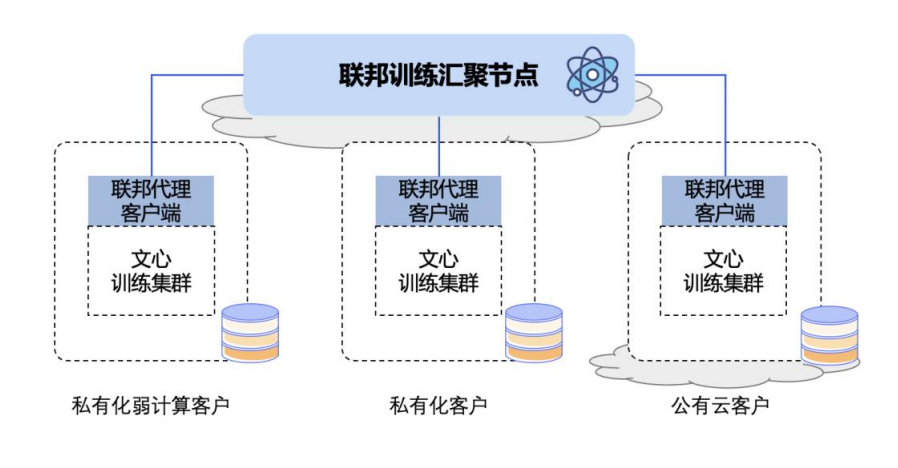 联邦训练汇聚节点
联邦代理
客户端
文心
训练集群
联邦代理
客户端
文心
训练集群
联邦代理
客户端
文心
训练集群
私有化弱计算客户
私有化客户
公有云客户